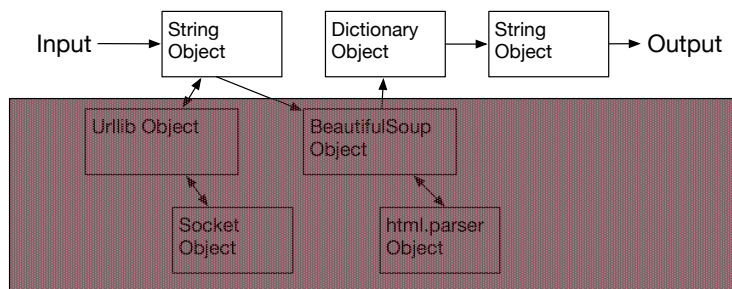 Input
String
Object
Dictionary
Object
String
Object
Output
Urllib Object
BeautifulSoup
Object
Socket
Object
html.parser
Object